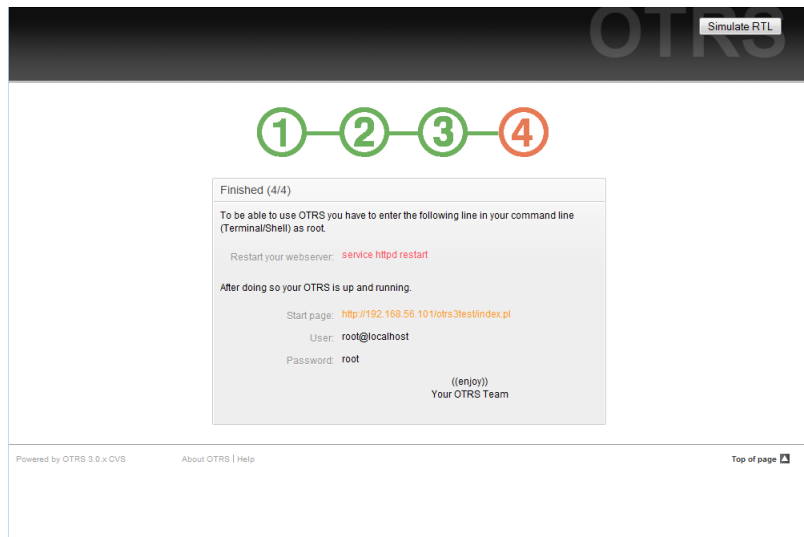 OTRS
Simulate RTL
1 2 3 4
Finished (4/4)
To be able to use OTRS you have to enter the following line in your command line
(Terminal/Shell) as root.
Restart your webserver: service httpd restart
After doing so your OTRS is up and running.
Start page: http://192.168.56.101/otrs3test/index.pl
User: root@localhost
Password: root
((enjoy))
Your OTRS Team
Powered by OTRS 3.0.x CVS About OTRS | Help Top of page